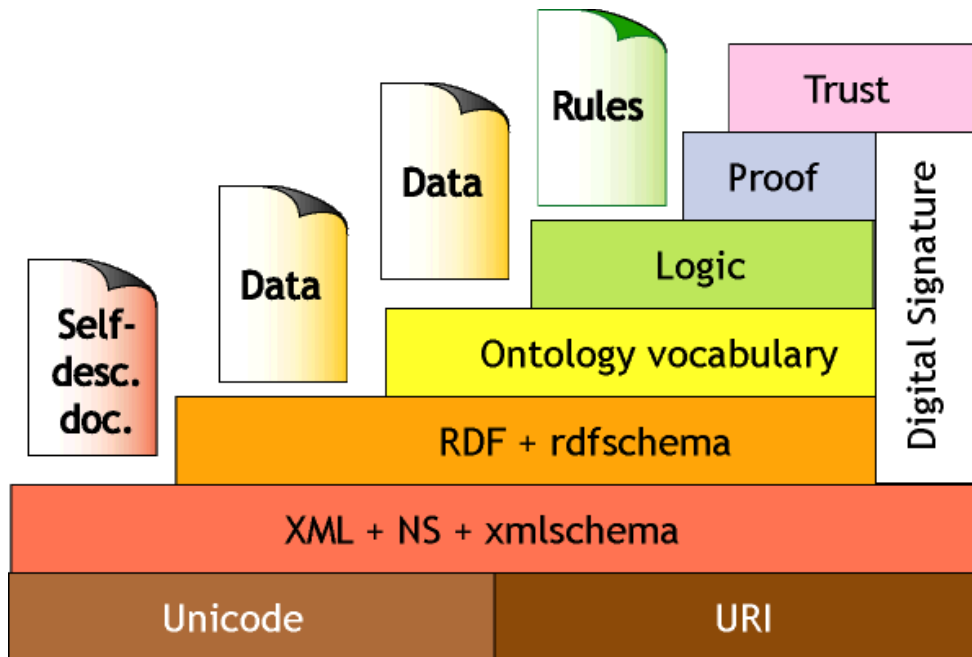 Trust
Rules
Proof
Data
Logic
Data
Self-
desc.
doc.
Ontology vocabulary
Digital Signature
RDF + rdfschema
XML + NS + xmlschema
Unicode
URI